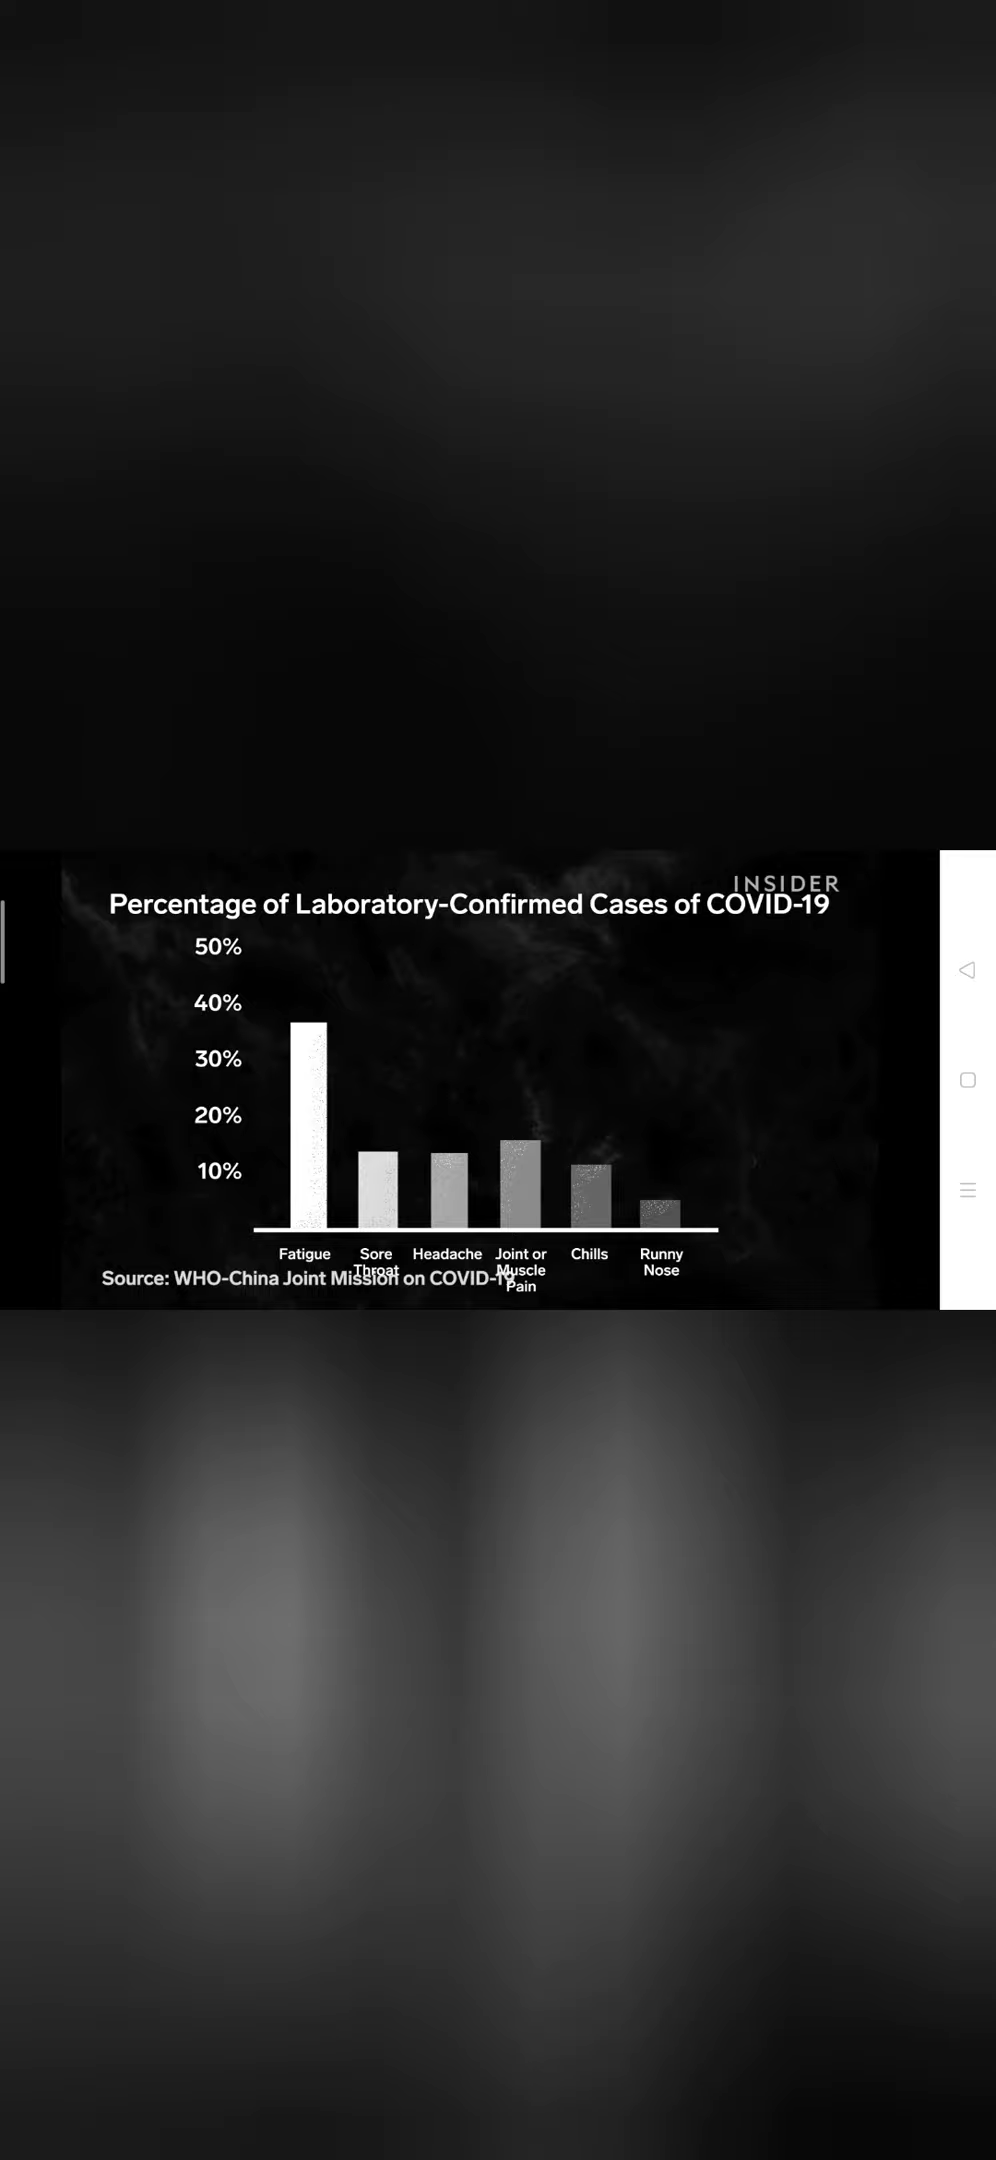 INSIDER
Percentage of Laboratory-Confirmed Cases of COVID-19
50%
40%
30%
20%
10%
Fatigue
Sore
Throat
Headache
Joint or
Muscle
Pain
Chills
Runny
Nose
Source: WHO-China Joint Mission on COVID-19